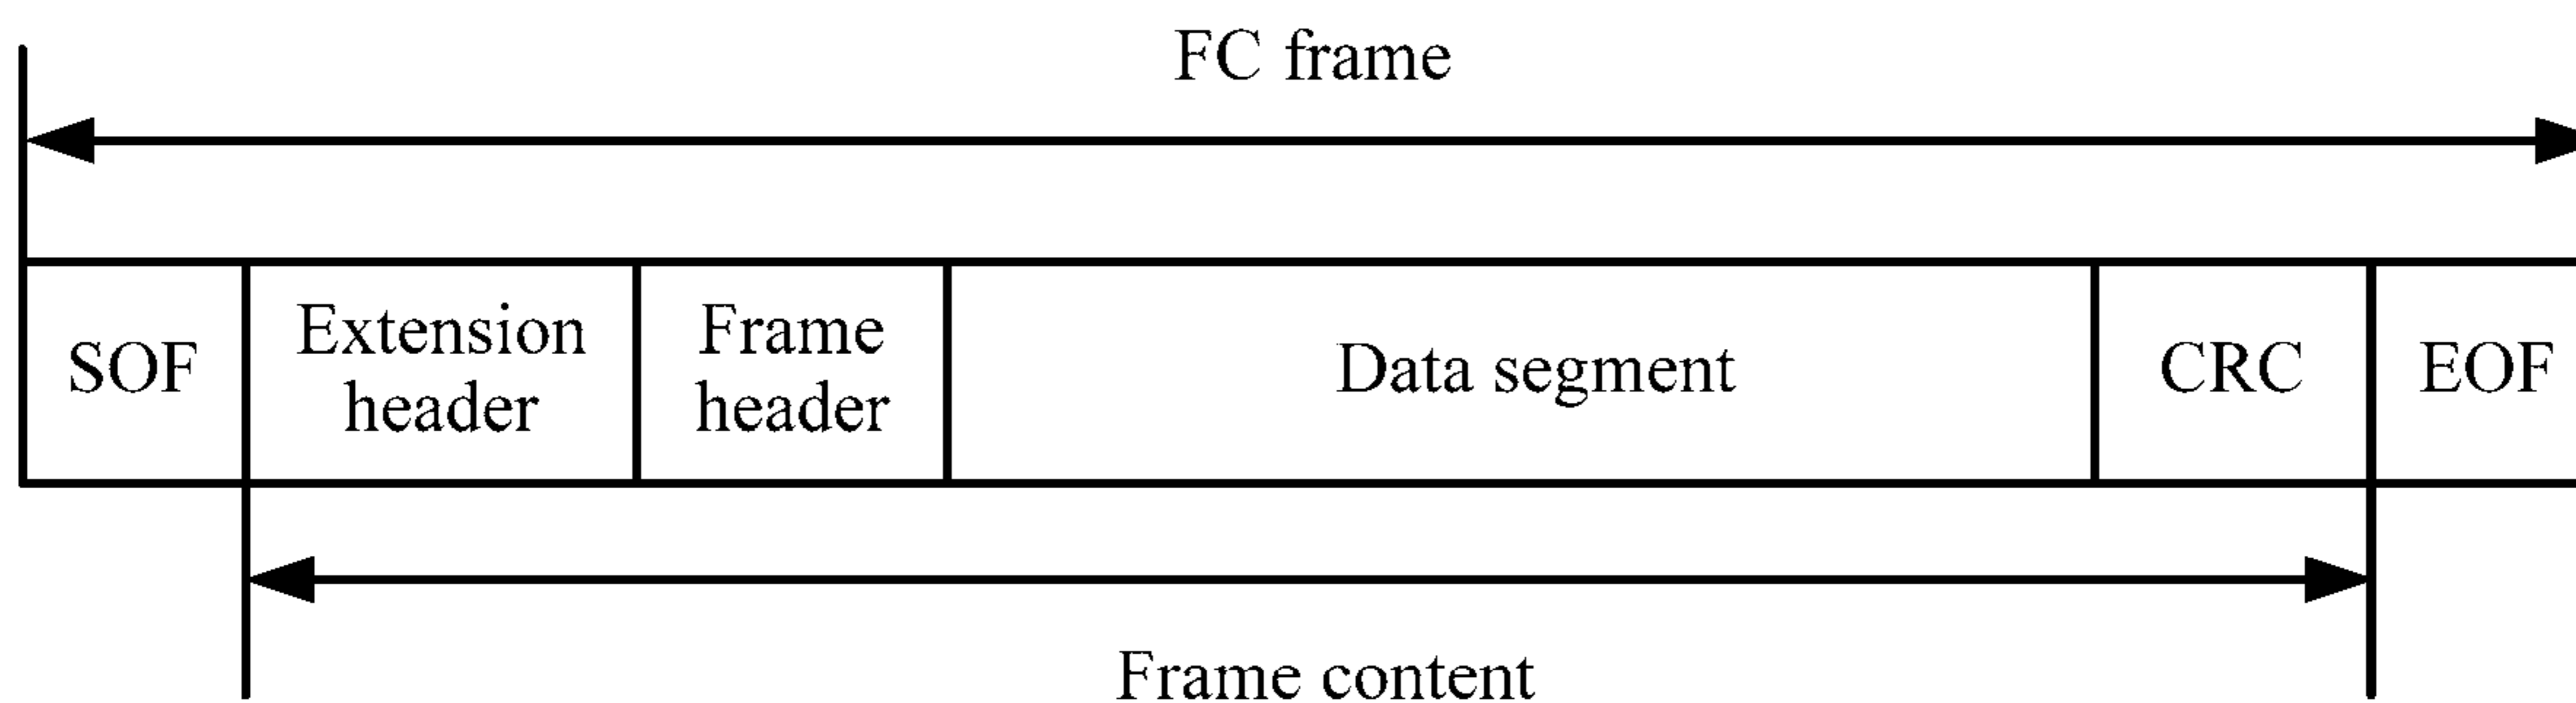 FC frame
SOF
Extension
header
Frame
header
Data segment
CRC
EOF
Frame content